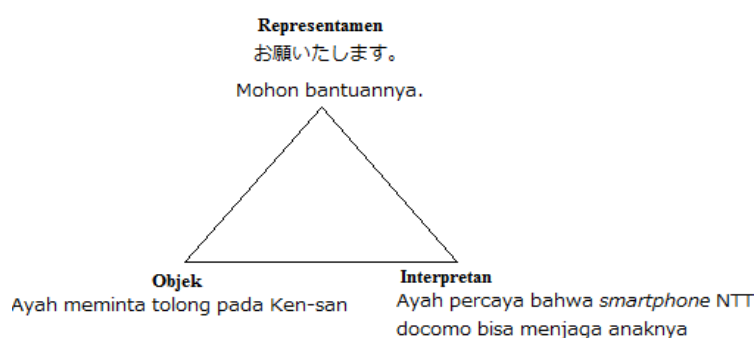 Representamen
お願いたします。
Mohon bantuannya.
Objek
Ayah meminta tolong pada Ken-san
Interpretan
Ayah percaya bahwa smartphone NTT
docomo bisa menjaga anaknya